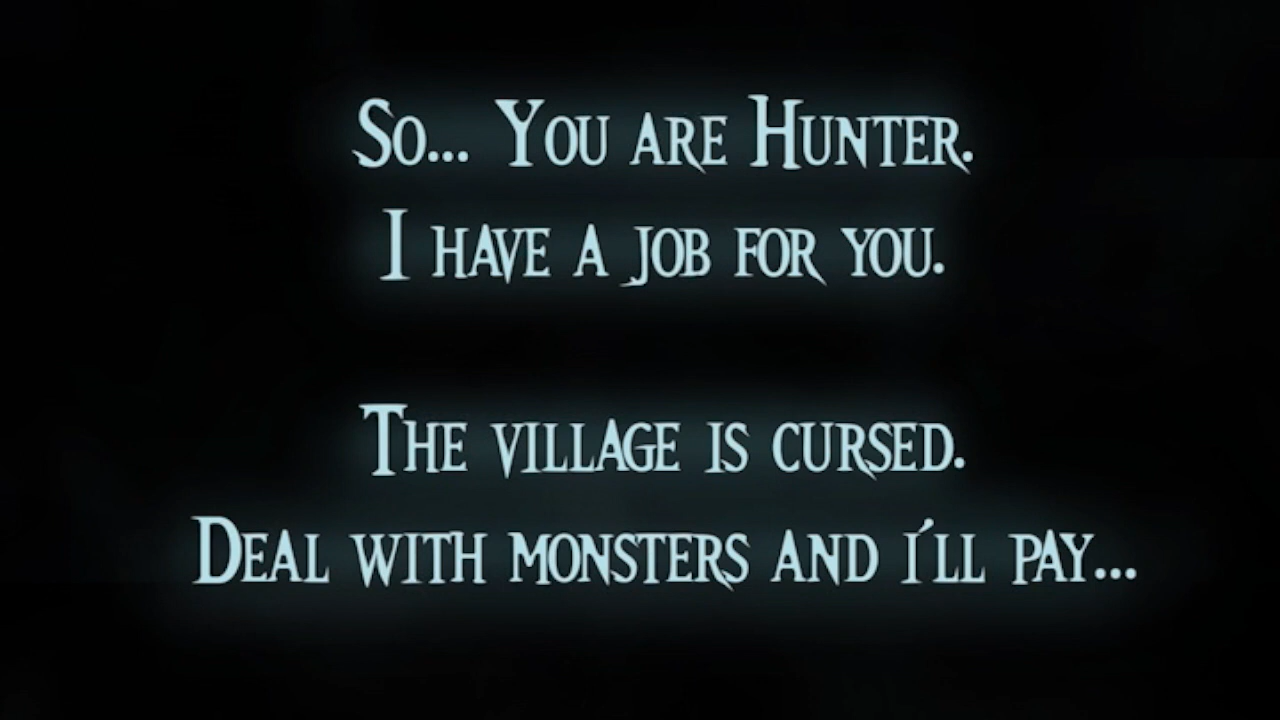 So... You are Hunter.
I have a job for you.
The village is cursed.
Deal with monsters and i´ll pay...